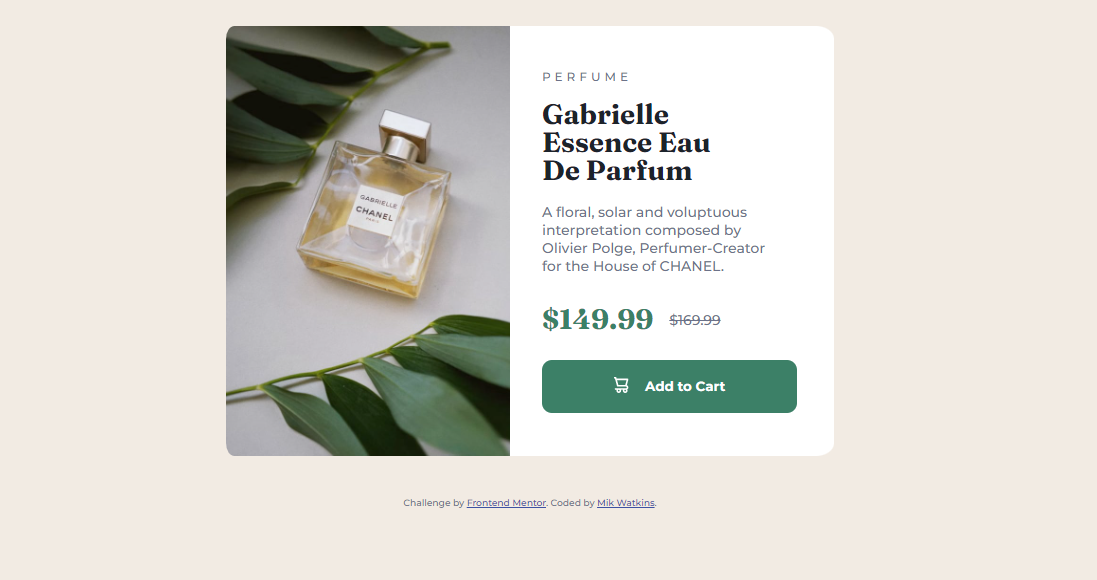 GABRIELLE
CHANEL
PARIS
PERFUME
Gabrielle
Essence Eau
De Parfum
A floral, solar and voluptuous
interpretation composed by
Olivier Polge, Perfumer-Creator
for the House of CHANEL.
$149.99 $169.99
Add to Cart
Challenge by Frontend Mentor. Coded by Mik Watkins.